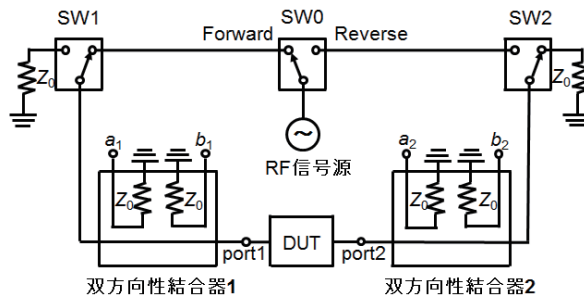 SW1
SW0
SW2
Forward
Reverse
Z0
Z0
~
RF信号源
a1
b1
a2
b2
Z0
Z0
Z0
Z0
port1
DUT
port2
双方向性結合器1
双方向性結合器2